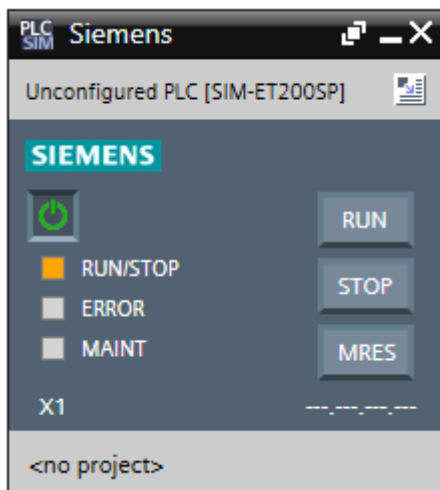 PLC
SIM Siemens
Unconfigured PLC [SIM-ET200SP]
SIEMENS
RUN
RUN/STOP
STOP
ERROR
MAINT
MRES
X1 ---.---.---.---
<no project>